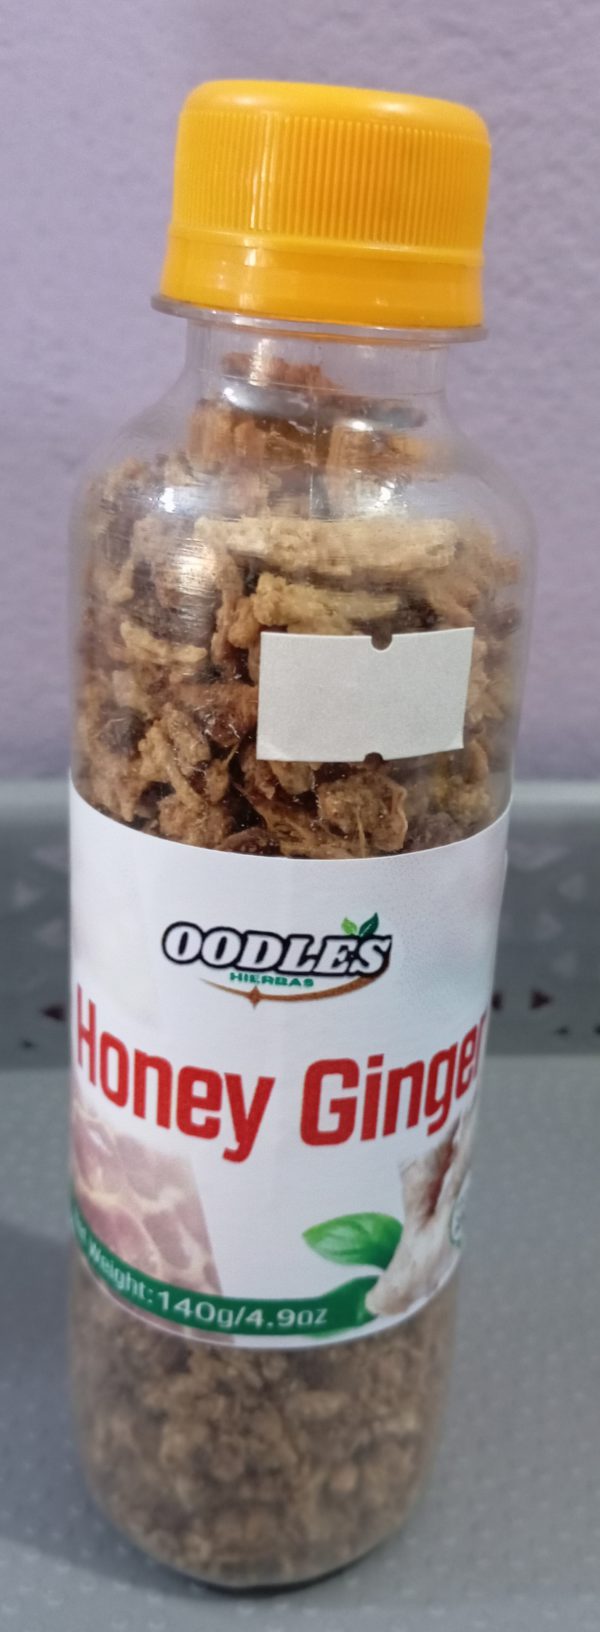 OODLES
HIERBAS
Honey Ginger
Weight:140g/4.9oz